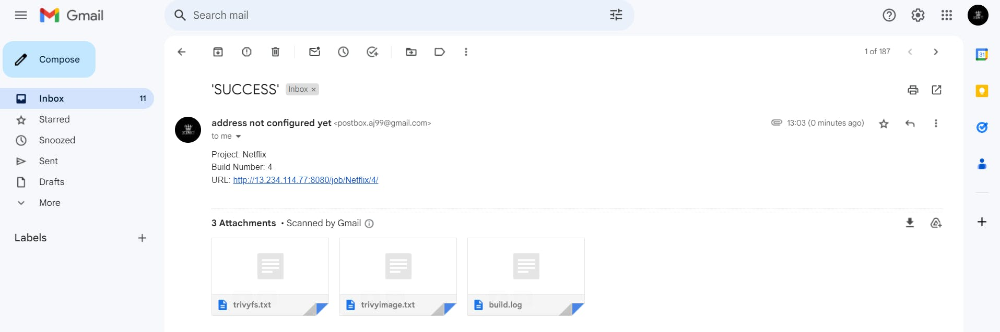 Gmail
Search mail
Compose
1 of 187
Inbox 11
Starred
Snoozed
Sent
Drafts
More
Labels
'SUCCESS' Inbox ×
address not configured yet <postbox.aj99@gmail.com>
13:03 (0 minutes ago)
to me
Project: Netflix
Build Number: 4
URL: http://13.234.114.77:8080/job/Netflix/4/
3 Attachments • Scanned by Gmail
trivyfs.txt
trivyimage.txt
build.log
31
KING